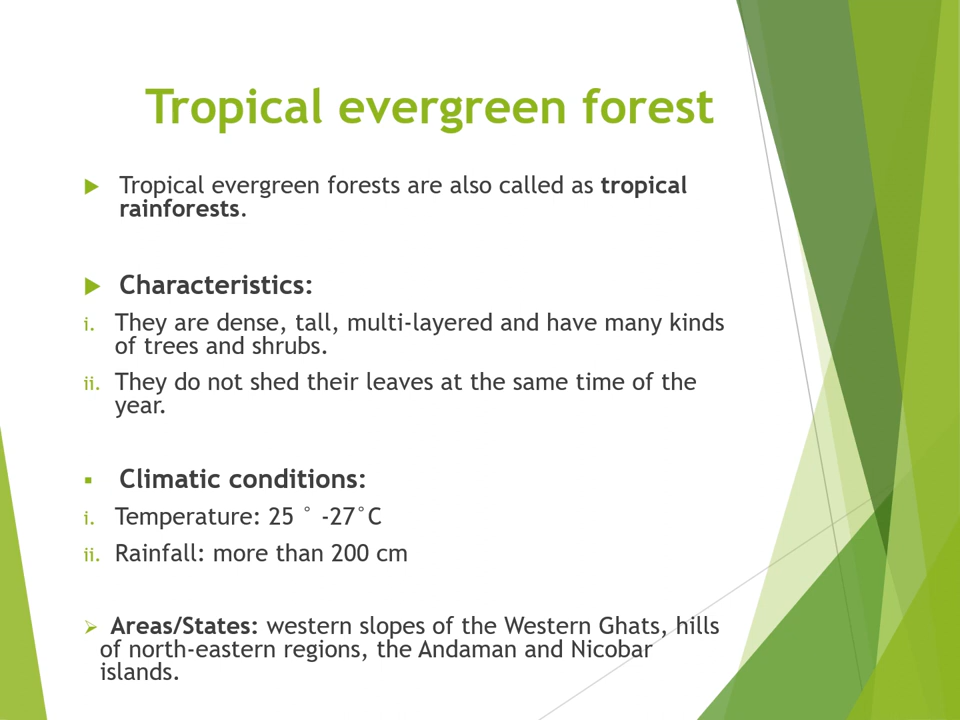 Tropical evergreen forest
Tropical evergreen forests are also called as tropical
rainforests.
Characteristics:
i. They are dense, tall, multi-layered and have many kinds
of trees and shrubs.
ii. They do not shed their leaves at the same time of the
year.
Climatic conditions:
i. Temperature: 25 ° -27°C
ii. Rainfall: more than 200 cm
Areas/States: western slopes of the Western Ghats, hills
of north-eastern regions, the Andaman and Nicobar
islands.